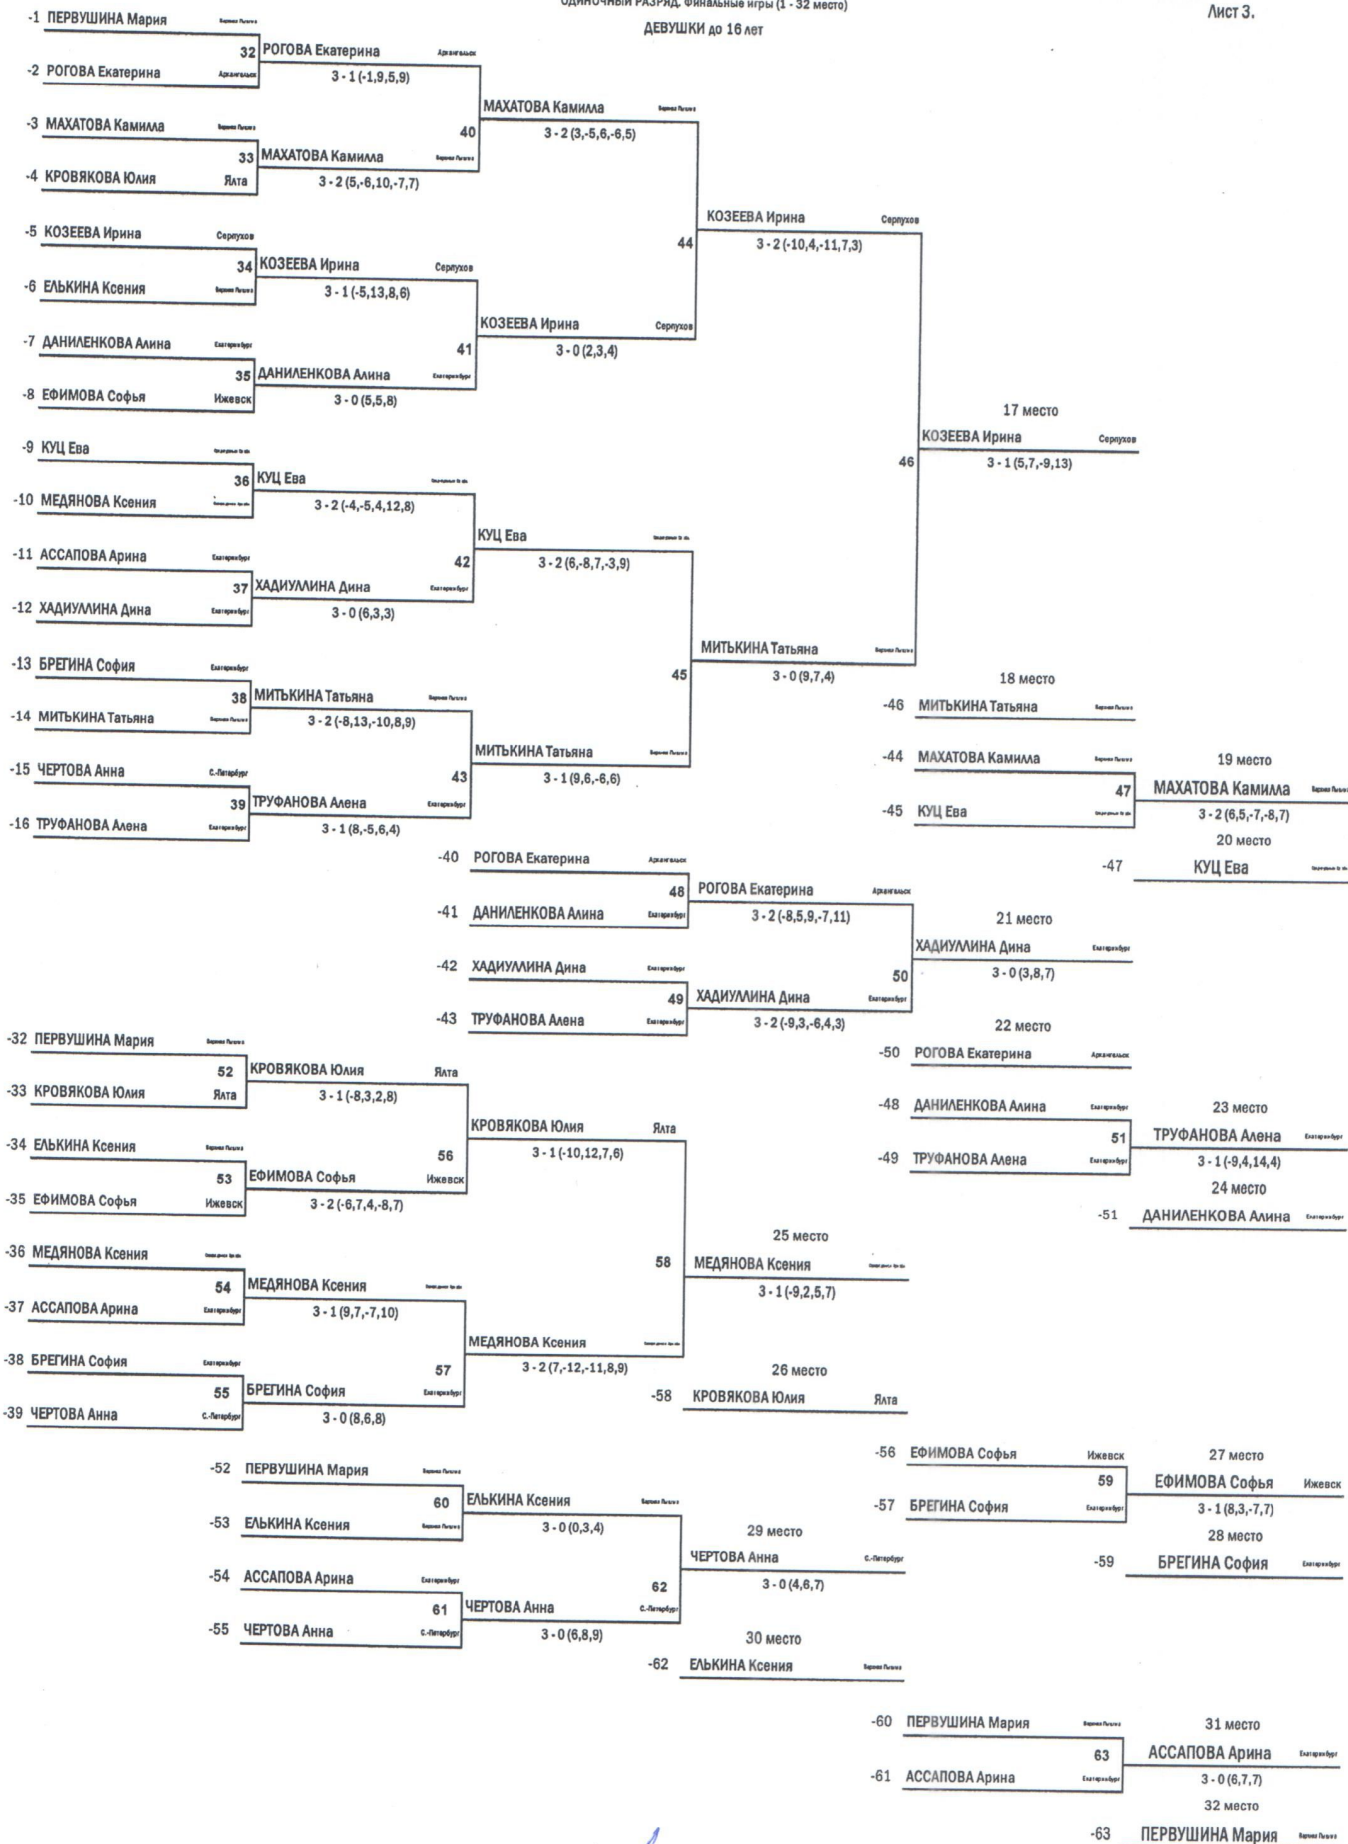 ОДИНОЧНЫЙ РАЗРЯД. Финальные игры (1 - 32 место)
Лист 3.
ДЕВУШКИ до 16 лет
-1 ПЕРВУШИНА Мария
32 РОГОВА Екатерина Архангельск
-2 РОГОВА Екатерина Архангельск
3 - 1 (-1,9,5,9)
МАХАТОВА Камилла
-3 МАХАТОВА Камилла
40
3 - 2 (3,-5,6,-6,5)
33 МАХАТОВА Камилла
-4 КРОВЯКОВА Юлия Ялта
3 - 2 (5,-6,10,-7,7)
КОЗЕЕВА Ирина Серпухов
-5 КОЗЕЕВА Ирина Серпухов
44
3 - 2 (-10,4,-11,7,3)
34 КОЗЕЕВА Ирина Серпухов
-6 ЕЛЬКИНА Ксения
3 - 1 (-5,13,8,6)
КОЗЕЕВА Ирина Серпухов
-7 ДАНИЛЕНКОВА Алина Екатеринбург
41
3 - 0 (2,3,4)
35 ДАНИЛЕНКОВА Алина Екатеринбург
-8 ЕФИМОВА Софья Ижевск
3 - 0 (5,5,8)
17 место
КОЗЕЕВА Ирина Серпухов
-9 КУЦ Ева
46
3 - 1 (5,7,-9,13)
36 КУЦ Ева
-10 МЕДЯНОВА Ксения
3 - 2 (-4,-5,4,12,8)
КУЦ Ева
-11 АССАПОВА Арина Екатеринбург
42
3 - 2 (6,-8,7,-3,9)
37 ХАДИУЛЛИНА Дина Екатеринбург
-12 ХАДИУЛЛИНА Дина Екатеринбург
3 - 0 (6,3,3)
МИТЬКИНА Татьяна
-13 БРЕГИНА София Екатеринбург
45
3 - 0 (9,7,4)
38 МИТЬКИНА Татьяна
18 место
-14 МИТЬКИНА Татьяна
3 - 2 (-8,13,-10,8,9)
-46 МИТЬКИНА Татьяна
МИТЬКИНА Татьяна
-15 ЧЕРТОВА Анна С.-Петербург
43
3 - 1 (9,6,-6,6)
-44 МАХАТОВА Камилла
19 место
39 ТРУФАНОВА Алена Екатеринбург
47 МАХАТОВА Камилла
-16 ТРУФАНОВА Алена Екатеринбург
3 - 1 (8,-5,6,4)
-45 КУЦ Ева
3 - 2 (6,5,-7,-8,7)
20 место
-40 РОГОВА Екатерина Архангельск
-47 КУЦ Ева
48 РОГОВА Екатерина Архангельск
-41 ДАНИЛЕНКОВА Алина Екатеринбург
3 - 2 (-8,5,9,-7,11)
21 место
ХАДИУЛЛИНА Дина Екатеринбург
-42 ХАДИУЛЛИНА Дина Екатеринбург
50
3 - 0 (3,8,7)
49 ХАДИУЛЛИНА Дина Екатеринбург
-43 ТРУФАНОВА Алена Екатеринбург
3 - 2 (-9,3,-6,4,3)
22 место
-32 ПЕРВУШИНА Мария
-50 РОГОВА Екатерина Архангельск
52 КРОВЯКОВА Юлия Ялта
-33 КРОВЯКОВА Юлия Ялта
3 - 1 (-8,3,2,8)
-48 ДАНИЛЕНКОВА Алина Екатеринбург
23 место
КРОВЯКОВА Юлия Ялта
51 ТРУФАНОВА Алена Екатеринбург
-34 ЕЛЬКИНА Ксения
56
3 - 1 (-10,12,7,6)
-49 ТРУФАНОВА Алена Екатеринбург
3 - 1 (-9,4,14,4)
53 ЕФИМОВА Софья Ижевск
24 место
-35 ЕФИМОВА Софья Ижевск
3 - 2 (-6,7,4,-8,7)
-51 ДАНИЛЕНКОВА Алина Екатеринбург
25 место
-36 МЕДЯНОВА Ксения
58 МЕДЯНОВА Ксения
54 МЕДЯНОВА Ксения
3 - 1 (-9,2,5,7)
-37 АССАПОВА Арина Екатеринбург
3 - 1 (9,7,-7,10)
МЕДЯНОВА Ксения
-38 БРЕГИНА София Екатеринбург
57
3 - 2 (7,-12,-11,8,9)
26 место
55 БРЕГИНА София Екатеринбург
-58 КРОВЯКОВА Юлия Ялта
-39 ЧЕРТОВА Анна С.-Петербург
3 - 0 (8,6,8)
-56 ЕФИМОВА Софья Ижевск
27 место
-52 ПЕРВУШИНА Мария
59 ЕФИМОВА Софья Ижевск
60 ЕЛЬКИНА Ксения
-57 БРЕГИНА София Екатеринбург
3 - 1 (8,3,-7,7)
-53 ЕЛЬКИНА Ксения
3 - 0 (0,3,4)
29 место
28 место
ЧЕРТОВА Анна С.-Петербург
-59 БРЕГИНА София Екатеринбург
-54 АССАПОВА Арина Екатеринбург
62
3 - 0 (4,6,7)
61 ЧЕРТОВА Анна С.-Петербург
-55 ЧЕРТОВА Анна С.-Петербург
3 - 0 (6,8,9)
30 место
-62 ЕЛЬКИНА Ксения
-60 ПЕРВУШИНА Мария
31 место
63 АССАПОВА Арина Екатеринбург
-61 АССАПОВА Арина Екатеринбург
3 - 0 (6,7,7)
32 место
-63 ПЕРВУШИНА Мария